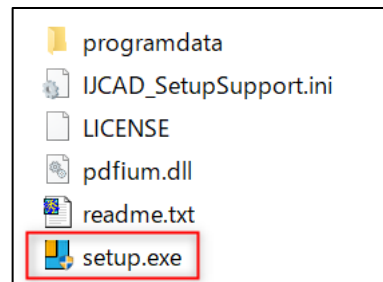 programdata
IJCAD_SetupSupport.ini
LICENSE
pdfium.dll
readme.txt
setup.exe